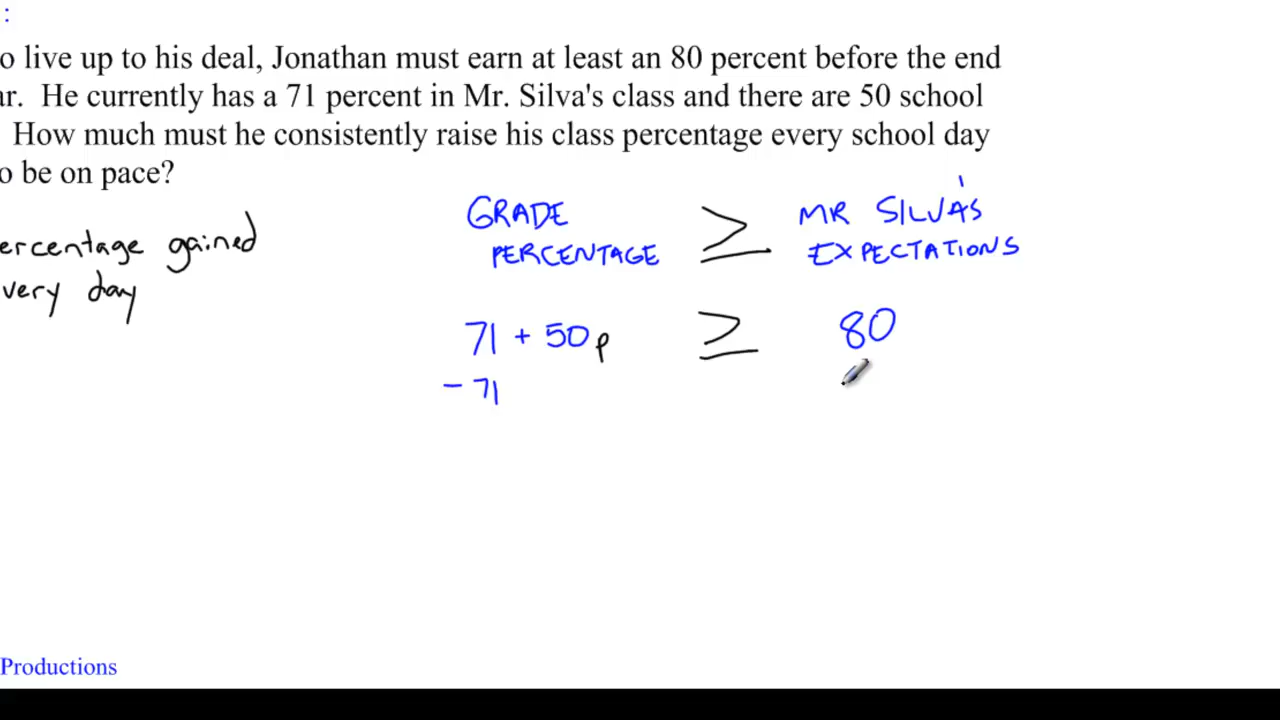 :
o live up to his deal, Jonathan must earn at least an 80 percent before the end
ar. He currently has a 71 percent in Mr. Silva's class and there are 50 school
How much must he consistently raise his class percentage every school day
o be on pace?
ercentage gained
very day
GRADE PERCENTAGE ≥ MR SILVA'S EXPECTATIONS
71 + 50p ≥ 80
- 71
Productions